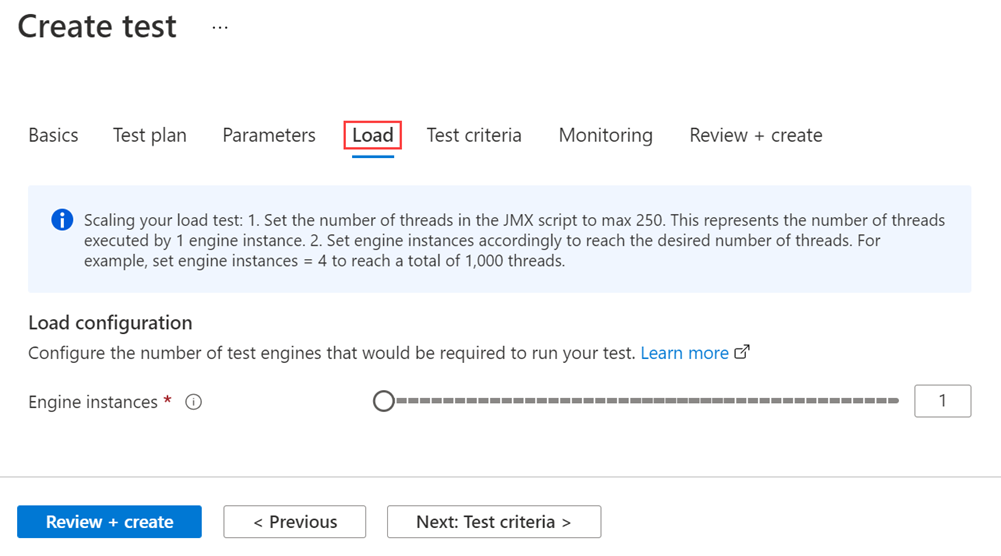 Create test ...
Basics Test plan Parameters Load Test criteria Monitoring Review + create
Scaling your load test: 1. Set the number of threads in the JMX script to max 250. This represents the number of threads
executed by 1 engine instance. 2. Set engine instances accordingly to reach the desired number of threads. For
example, set engine instances = 4 to reach a total of 1,000 threads.
Load configuration
Configure the number of test engines that would be required to run your test. Learn more
Engine instances * 1
Review + create < Previous Next: Test criteria >